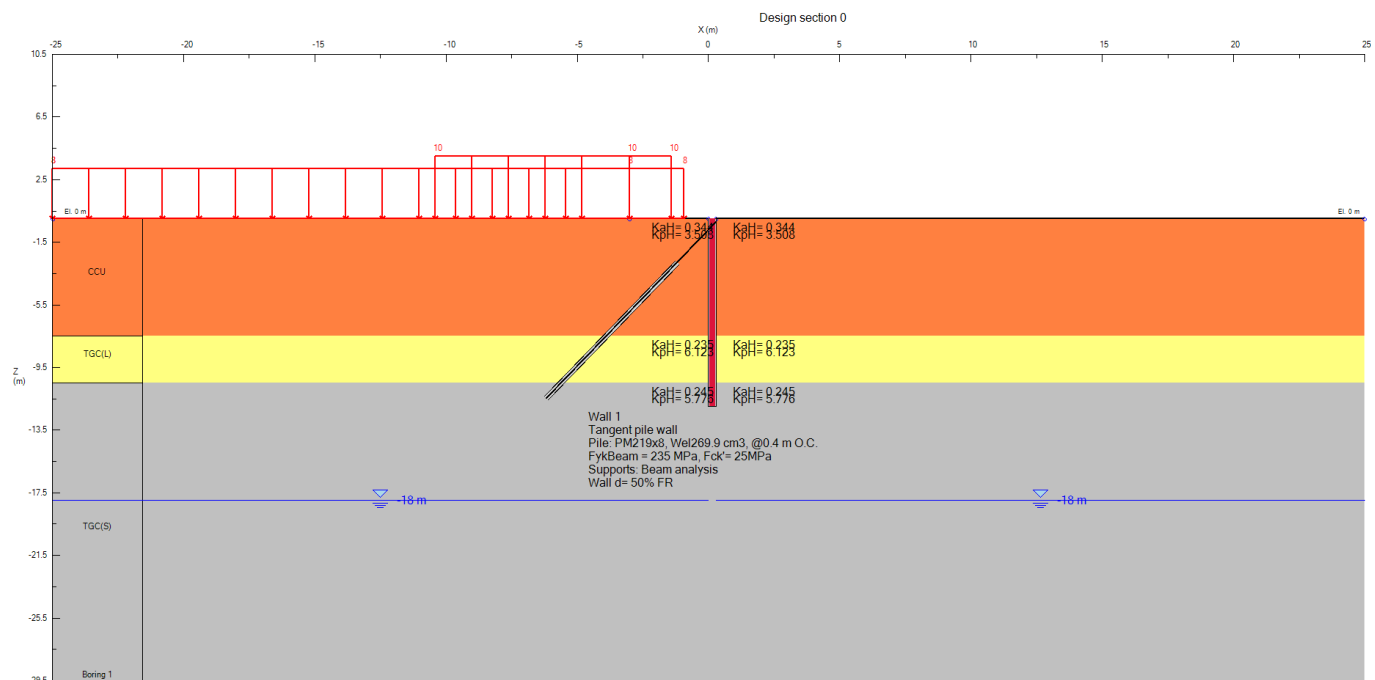 Design section 0
X (m)
-25 -20 -15 -10 -5 0 5 10 15 20 25
10.5
6.5
10 10 10
8 8 8
2.5
El. 0 m El. 0 m
KaH= 0.344 KaH= 0.344
KpH= 3.508 KpH= 3.508
-1.5
CCU
-5.5
KaH= 0.235 KaH= 0.235
TGC(L) KpH= 6.123 KpH= 6.123
-9.5
Z
(m)
KaH= 0.245 KaH= 0.245
KpH= 5.776 KpH= 5.776
Wall 1
-13.5
Tangent pile wall
Pile: PM219x8, Wel269.9 cm3, @0.4 m O.C.
FykBeam = 235 MPa, Fck'= 25MPa
Supports: Beam analysis
Wall d= 50% FR
-17.5
-18 m -18 m
TGC(S)
-21.5
-25.5
Boring 1
-29.5